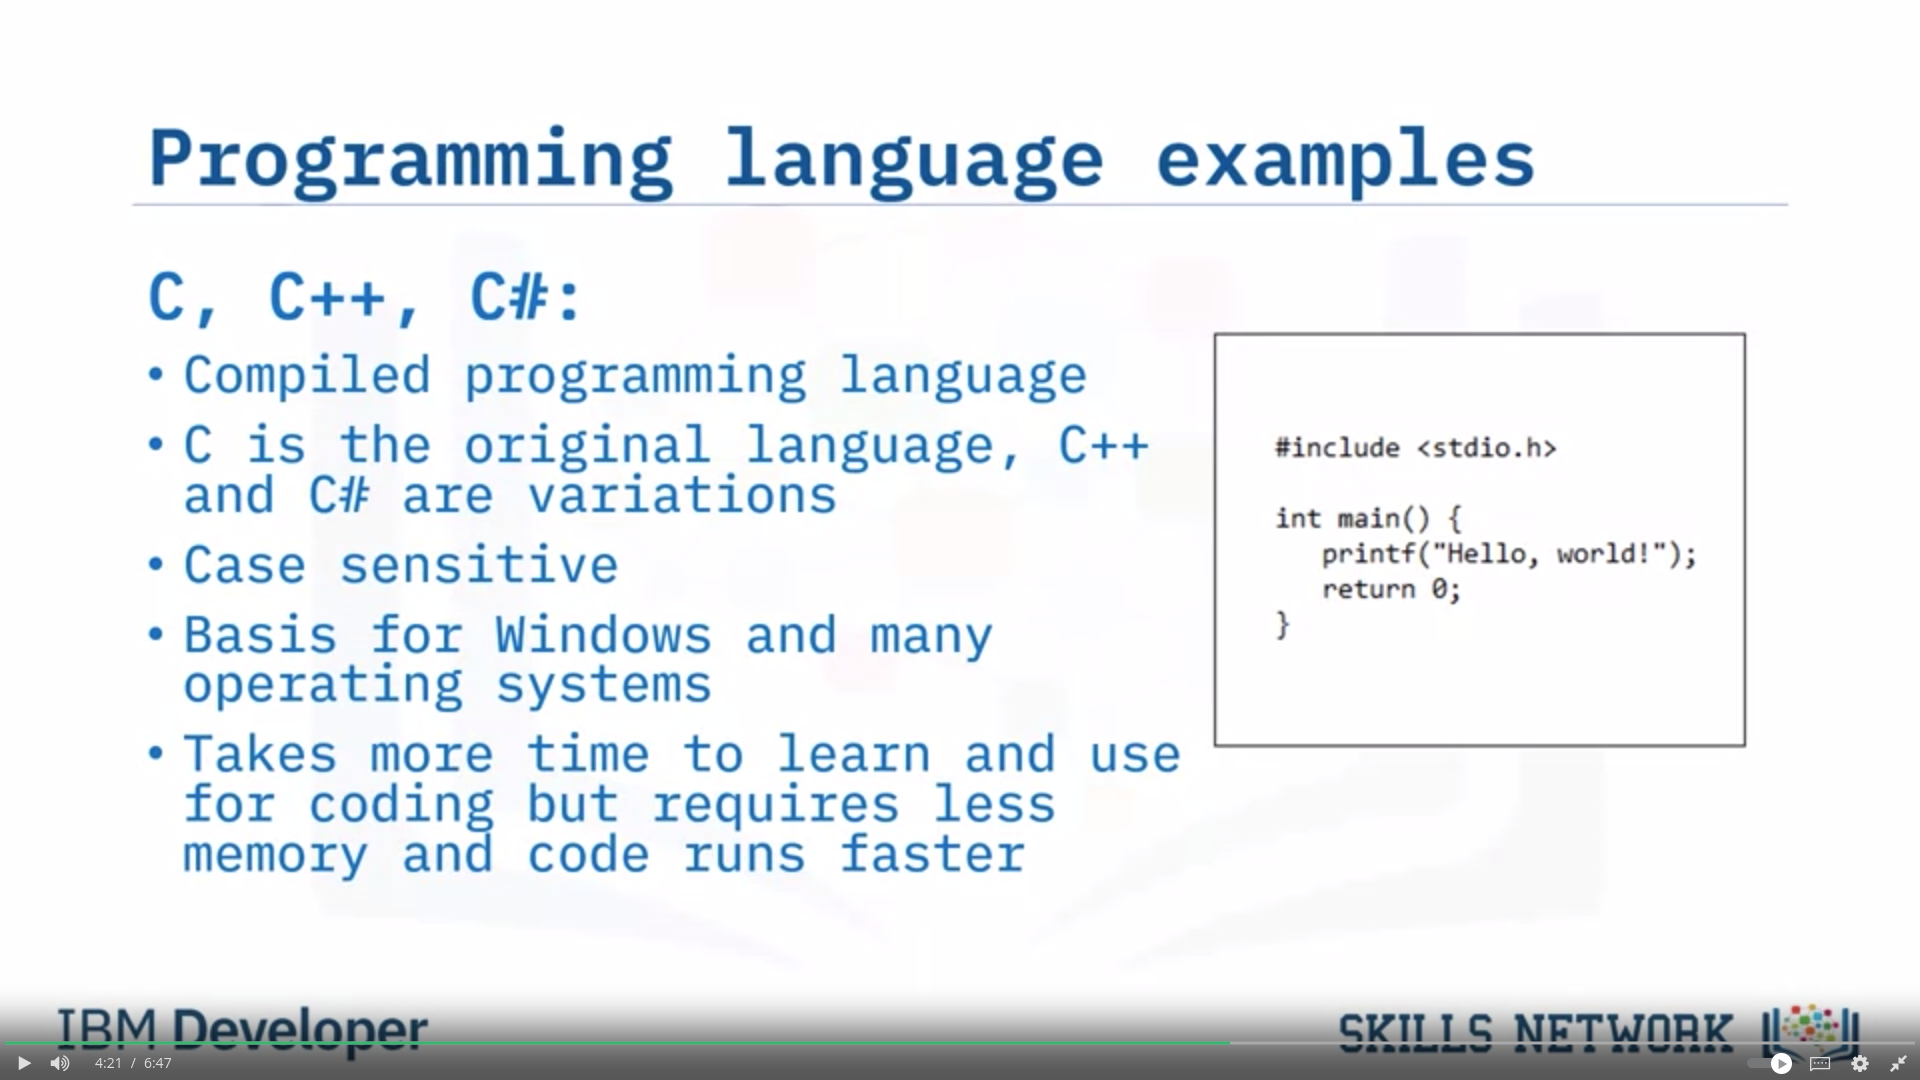 Programming language examples
C, C++, C#:
• Compiled programming language
• C is the original language, C++
and C# are variations
• Case sensitive
• Basis for Windows and many
operating systems
• Takes more time to learn and use
for coding but requires less
memory and code runs faster
#include <stdio.h>
int main() {
printf("Hello, world!");
return 0;
}
IBM Developer
SKILLS NETWORK
4:21 / 6:47